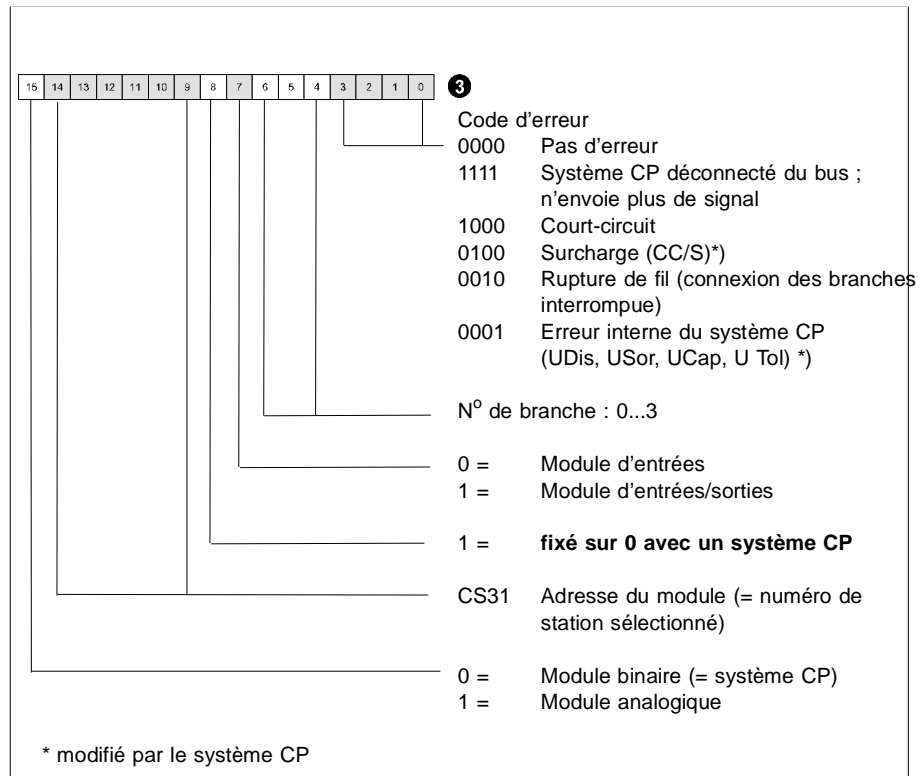 15 14 13 12 11 10 9 8 7 6 5 4 3 2 1 0 ❸
Code d'erreur
0000 Pas d'erreur
1111 Système CP déconnecté du bus ;
n'envoie plus de signal
1000 Court-circuit
0100 Surcharge (CC/S)*)
0010 Rupture de fil (connexion des branches
interrompue)
0001 Erreur interne du système CP
(UDis, USor, UCap, U Tol) *)
Nº de branche : 0...3
0 = Module d'entrées
1 = Module d'entrées/sorties
1 = fixé sur 0 avec un système CP
CS31 Adresse du module (= numéro de
station sélectionné)
0 = Module binaire (= système CP)
1 = Module analogique
* modifié par le système CP